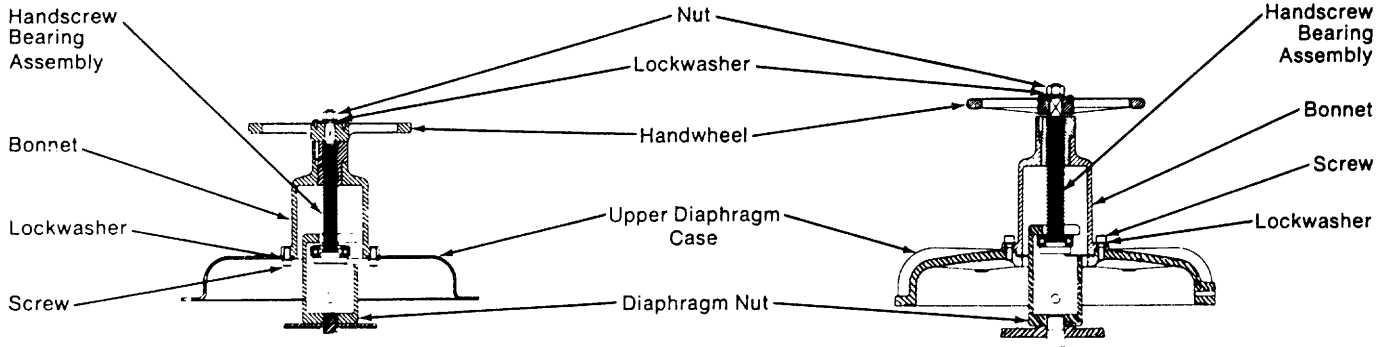 Handscrew
Bearing
Assembly
Bonnet
Lockwasher
Screw
Nut
Lockwasher
Handwheel
Upper Diaphragm
Case
Diaphragm Nut
Handscrew
Bearing
Assembly
Bonnet
Screw
Lockwasher